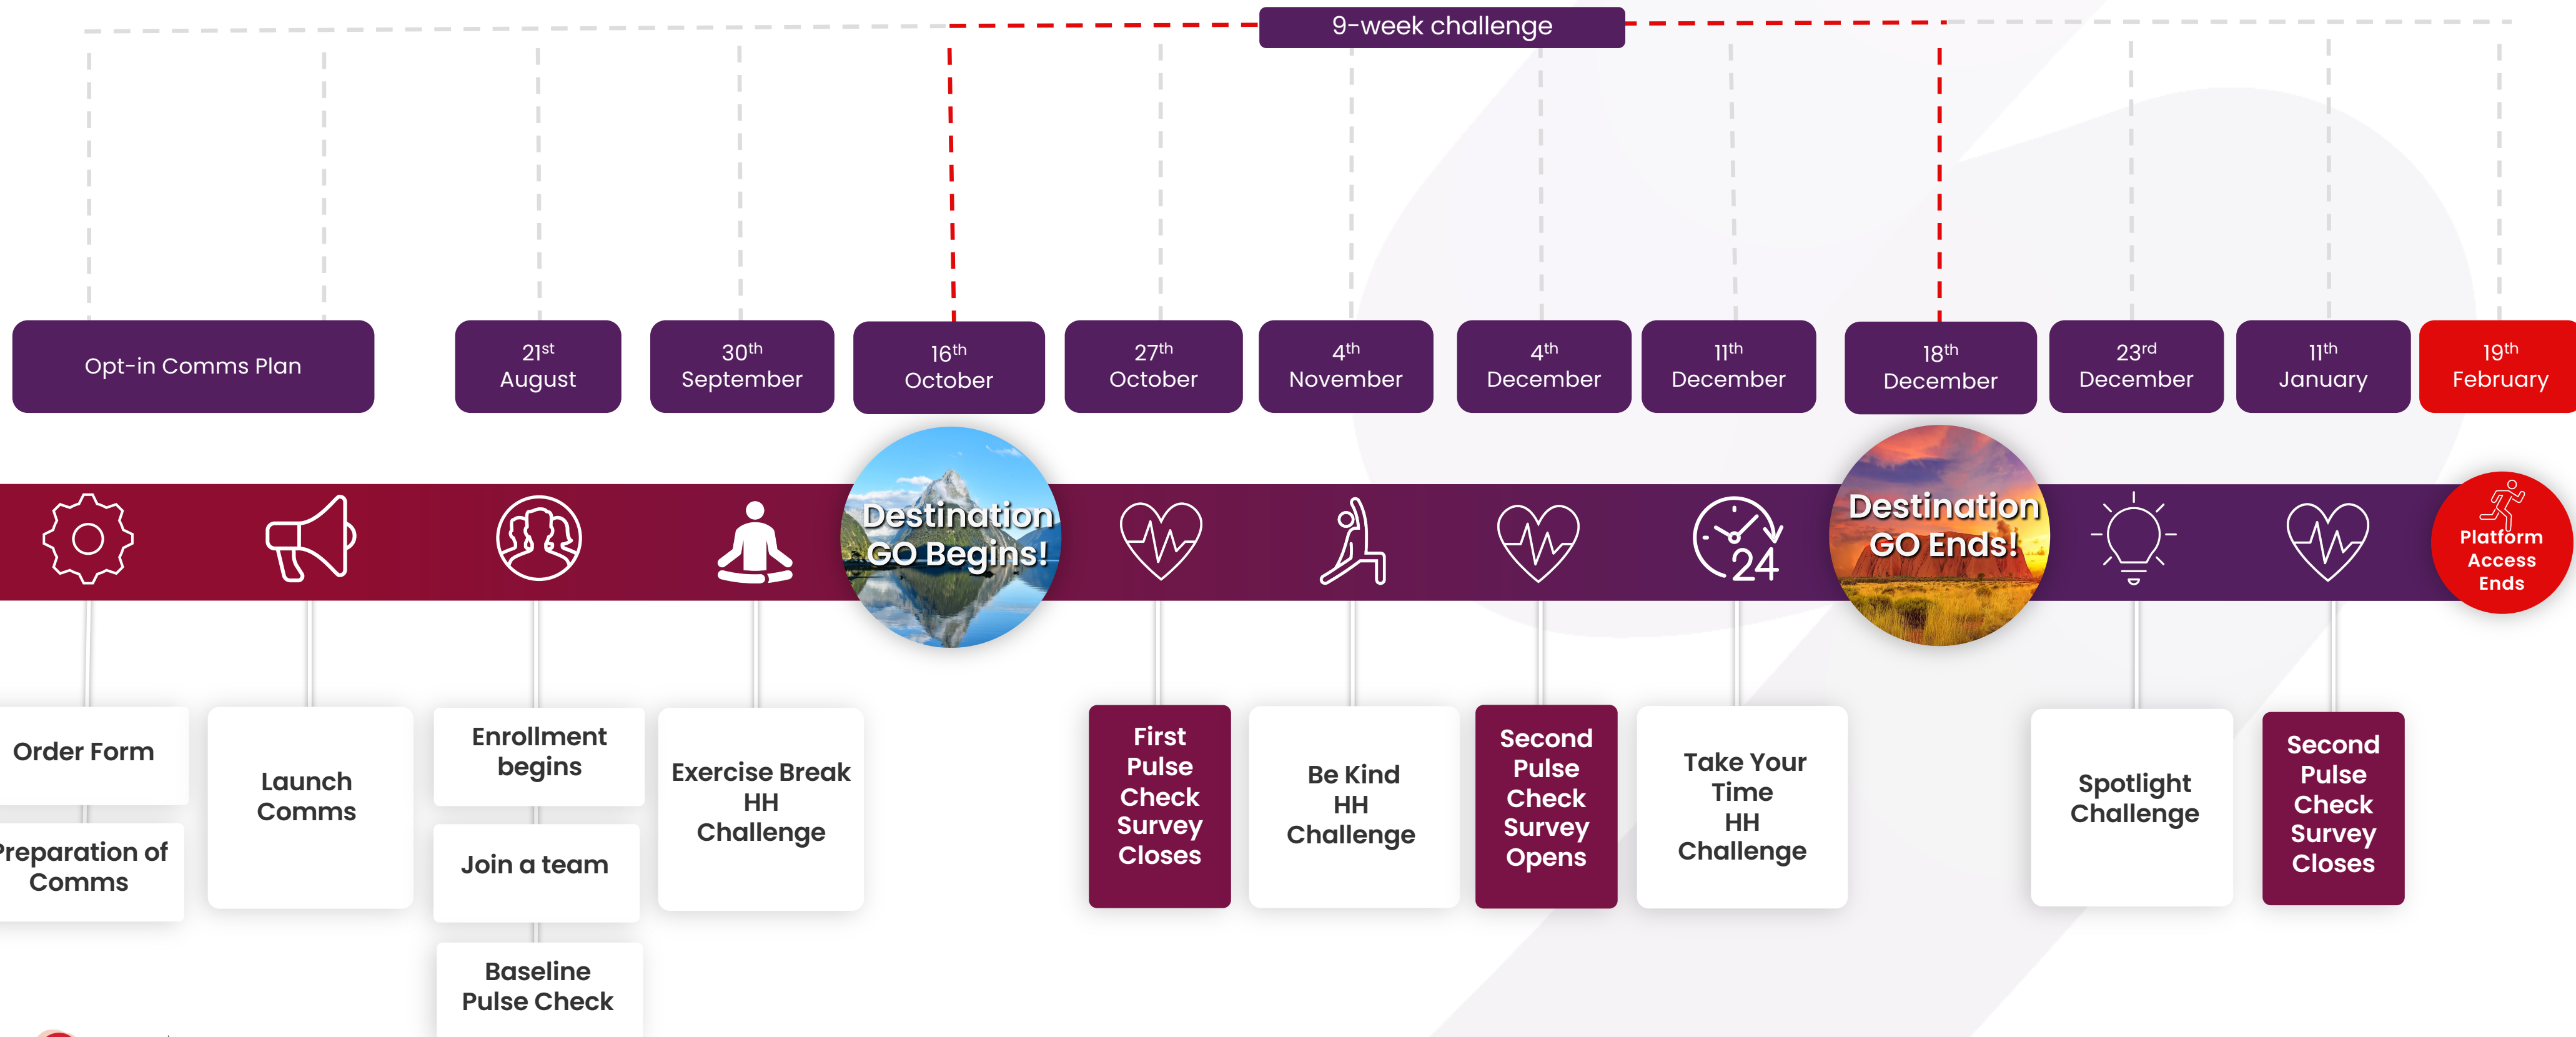 9-week challenge
Opt-in Comms Plan
21st
August
30th
September
16th
October
27th
October
4th
November
4th
December
11th
December
18th
December
23rd
December
11th
January
19th
February
Destination
GO Begins!
24
Destination
GO Ends!
Platform
Access
Ends
Order Form
Preparation of
Comms
Launch
Comms
Enrollment
begins
Join a team
Baseline
Pulse Check
Exercise Break
HH
Challenge
First
Pulse
Check
Survey
Closes
Be Kind
HH
Challenge
Second
Pulse
Check
Survey
Opens
Take Your
Time
HH
Challenge
Spotlight
Challenge
Second
Pulse
Check
Survey
Closes